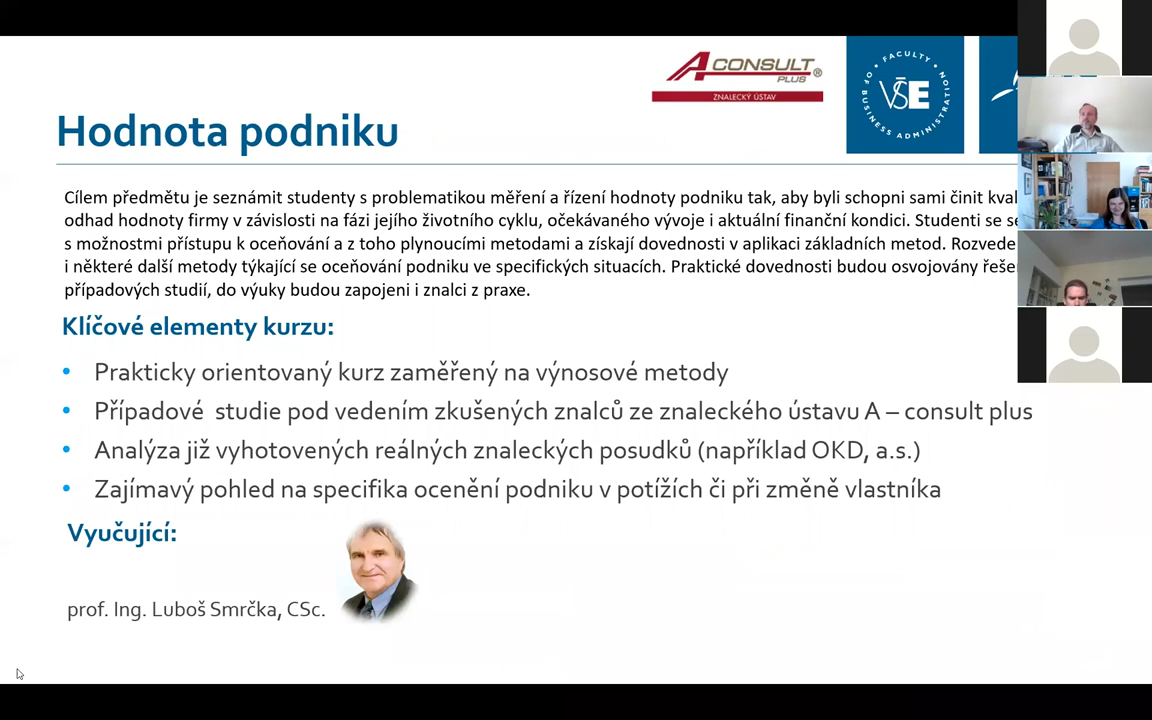 A CONSULT
PLUS ®
ZNALECKÝ ÚSTAV
FACULTY OF BUSINESS ADMINISTRATION
VŠE
Hodnota podniku
Cílem předmětu je seznámit studenty s problematikou měření a řízení hodnoty podniku tak, aby byli schopni sami činit
odhad hodnoty firmy v závislosti na fázi jejího životního cyklu, očekávaného vývoje i aktuální finanční kondici. Studenti se
s možnostmi přístupu k oceňování a z toho plynoucími metodami a získají dovednosti v aplikaci základních metod.
i některé další metody týkající se oceňování podniku ve specifických situacích. Praktické dovednosti budou osvojovány
případových studií, do výuky budou zapojeni i znalci z praxe.
Klíčové elementy kurzu:
• Prakticky orientovaný kurz zaměřený na výnosové metody
• Případové studie pod vedením zkušených znalců ze znaleckého ústavu A – consult plus
• Analýza již vyhotovených reálných znaleckých posudků (například OKD, a.s.)
• Zajímavý pohled na specifika ocenění podniku v potížích či při změně vlastníka
Vyučující:
prof. Ing. Luboš Smrčka, CSc.